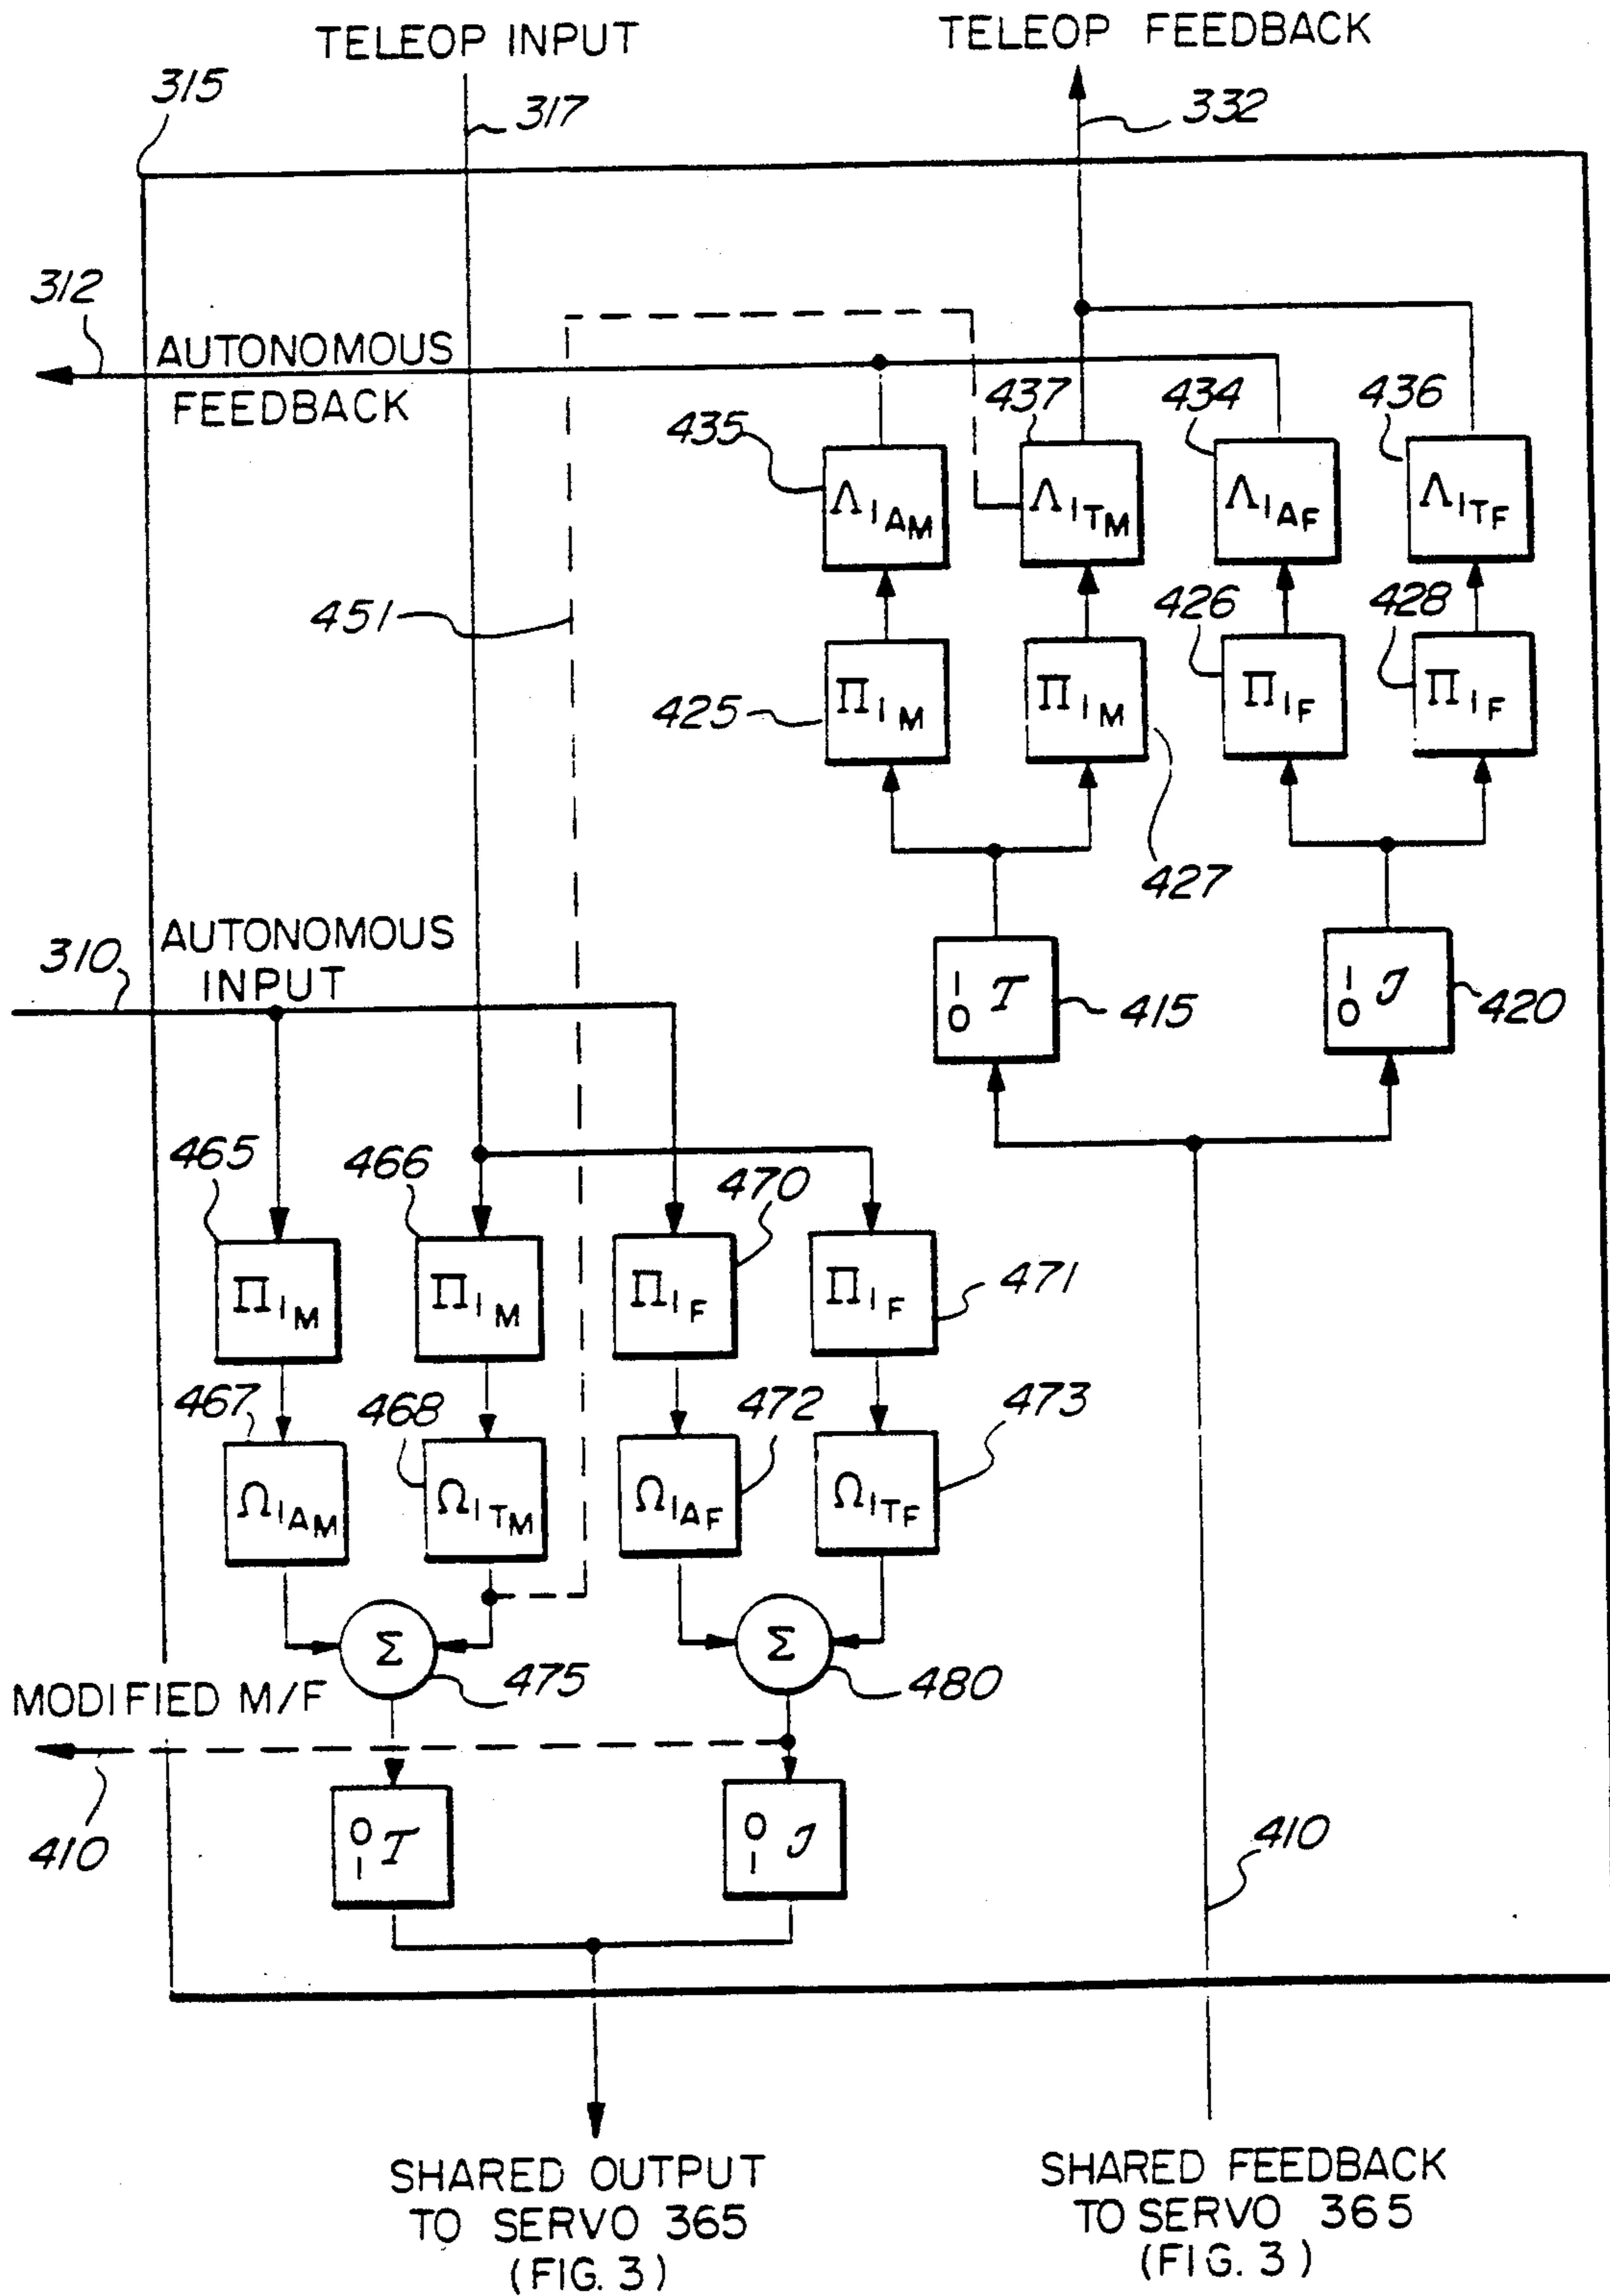 TELEOP INPUT
TELEOP FEEDBACK
315
317
332
312
AUTONOMOUS
FEEDBACK
435
437
434
436
Λ1AM
Λ1TM
Λ1AF
Λ1TF
451
426
428
425
Π1M
Π1M
Π1F
Π1F
427
AUTONOMOUS
INPUT
310
1
0 T
415
1
0 J
420
465
466
470
Π1M
Π1M
Π1F
Π1F
471
467
468
472
473
Ω1AM
Ω1TM
Ω1AF
Ω1TF
Σ
475
Σ
480
MODIFIED M/F
410
0
1 T
0
1 J
410
SHARED OUTPUT
TO SERVO 365
(FIG. 3)
SHARED FEEDBACK
TO SERVO 365
(FIG. 3)